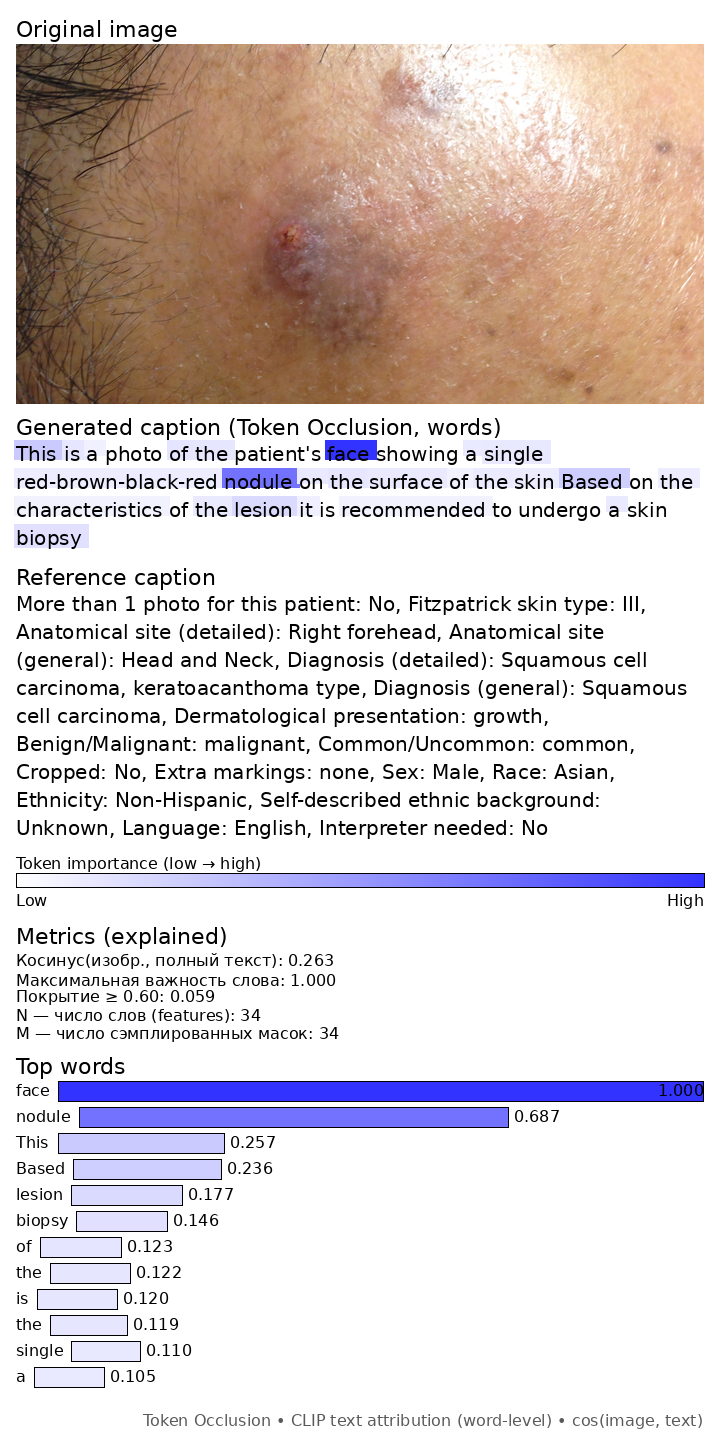 Original image
Generated caption (Token Occlusion, words)
This is a photo of the patient's face showing a single
red-brown-black-red nodule on the surface of the skin Based on the
characteristics of the lesion it is recommended to undergo a skin
biopsy
Reference caption
More than 1 photo for this patient: No, Fitzpatrick skin type: III,
Anatomical site (detailed): Right forehead, Anatomical site
(general): Head and Neck, Diagnosis (detailed): Squamous cell
carcinoma, keratoacanthoma type, Diagnosis (general): Squamous
cell carcinoma, Dermatological presentation: growth,
Benign/Malignant: malignant, Common/Uncommon: common,
Cropped: No, Extra markings: none, Sex: Male, Race: Asian,
Ethnicity: Non-Hispanic, Self-described ethnic background:
Unknown, Language: English, Interpreter needed: No
Token importance (low → high)
Low High
Metrics (explained)
Косинус(изобр., полный текст): 0.263
Максимальная важность слова: 1.000
Покрытие ≥ 0.60: 0.059
N — число слов (features): 34
M — число сэмплированных масок: 34
Top words
face 1.000
nodule 0.687
This 0.257
Based 0.236
lesion 0.177
biopsy 0.146
of 0.123
the 0.122
is 0.120
the 0.119
single 0.110
a 0.105
Token Occlusion • CLIP text attribution (word-level) • cos(image, text)